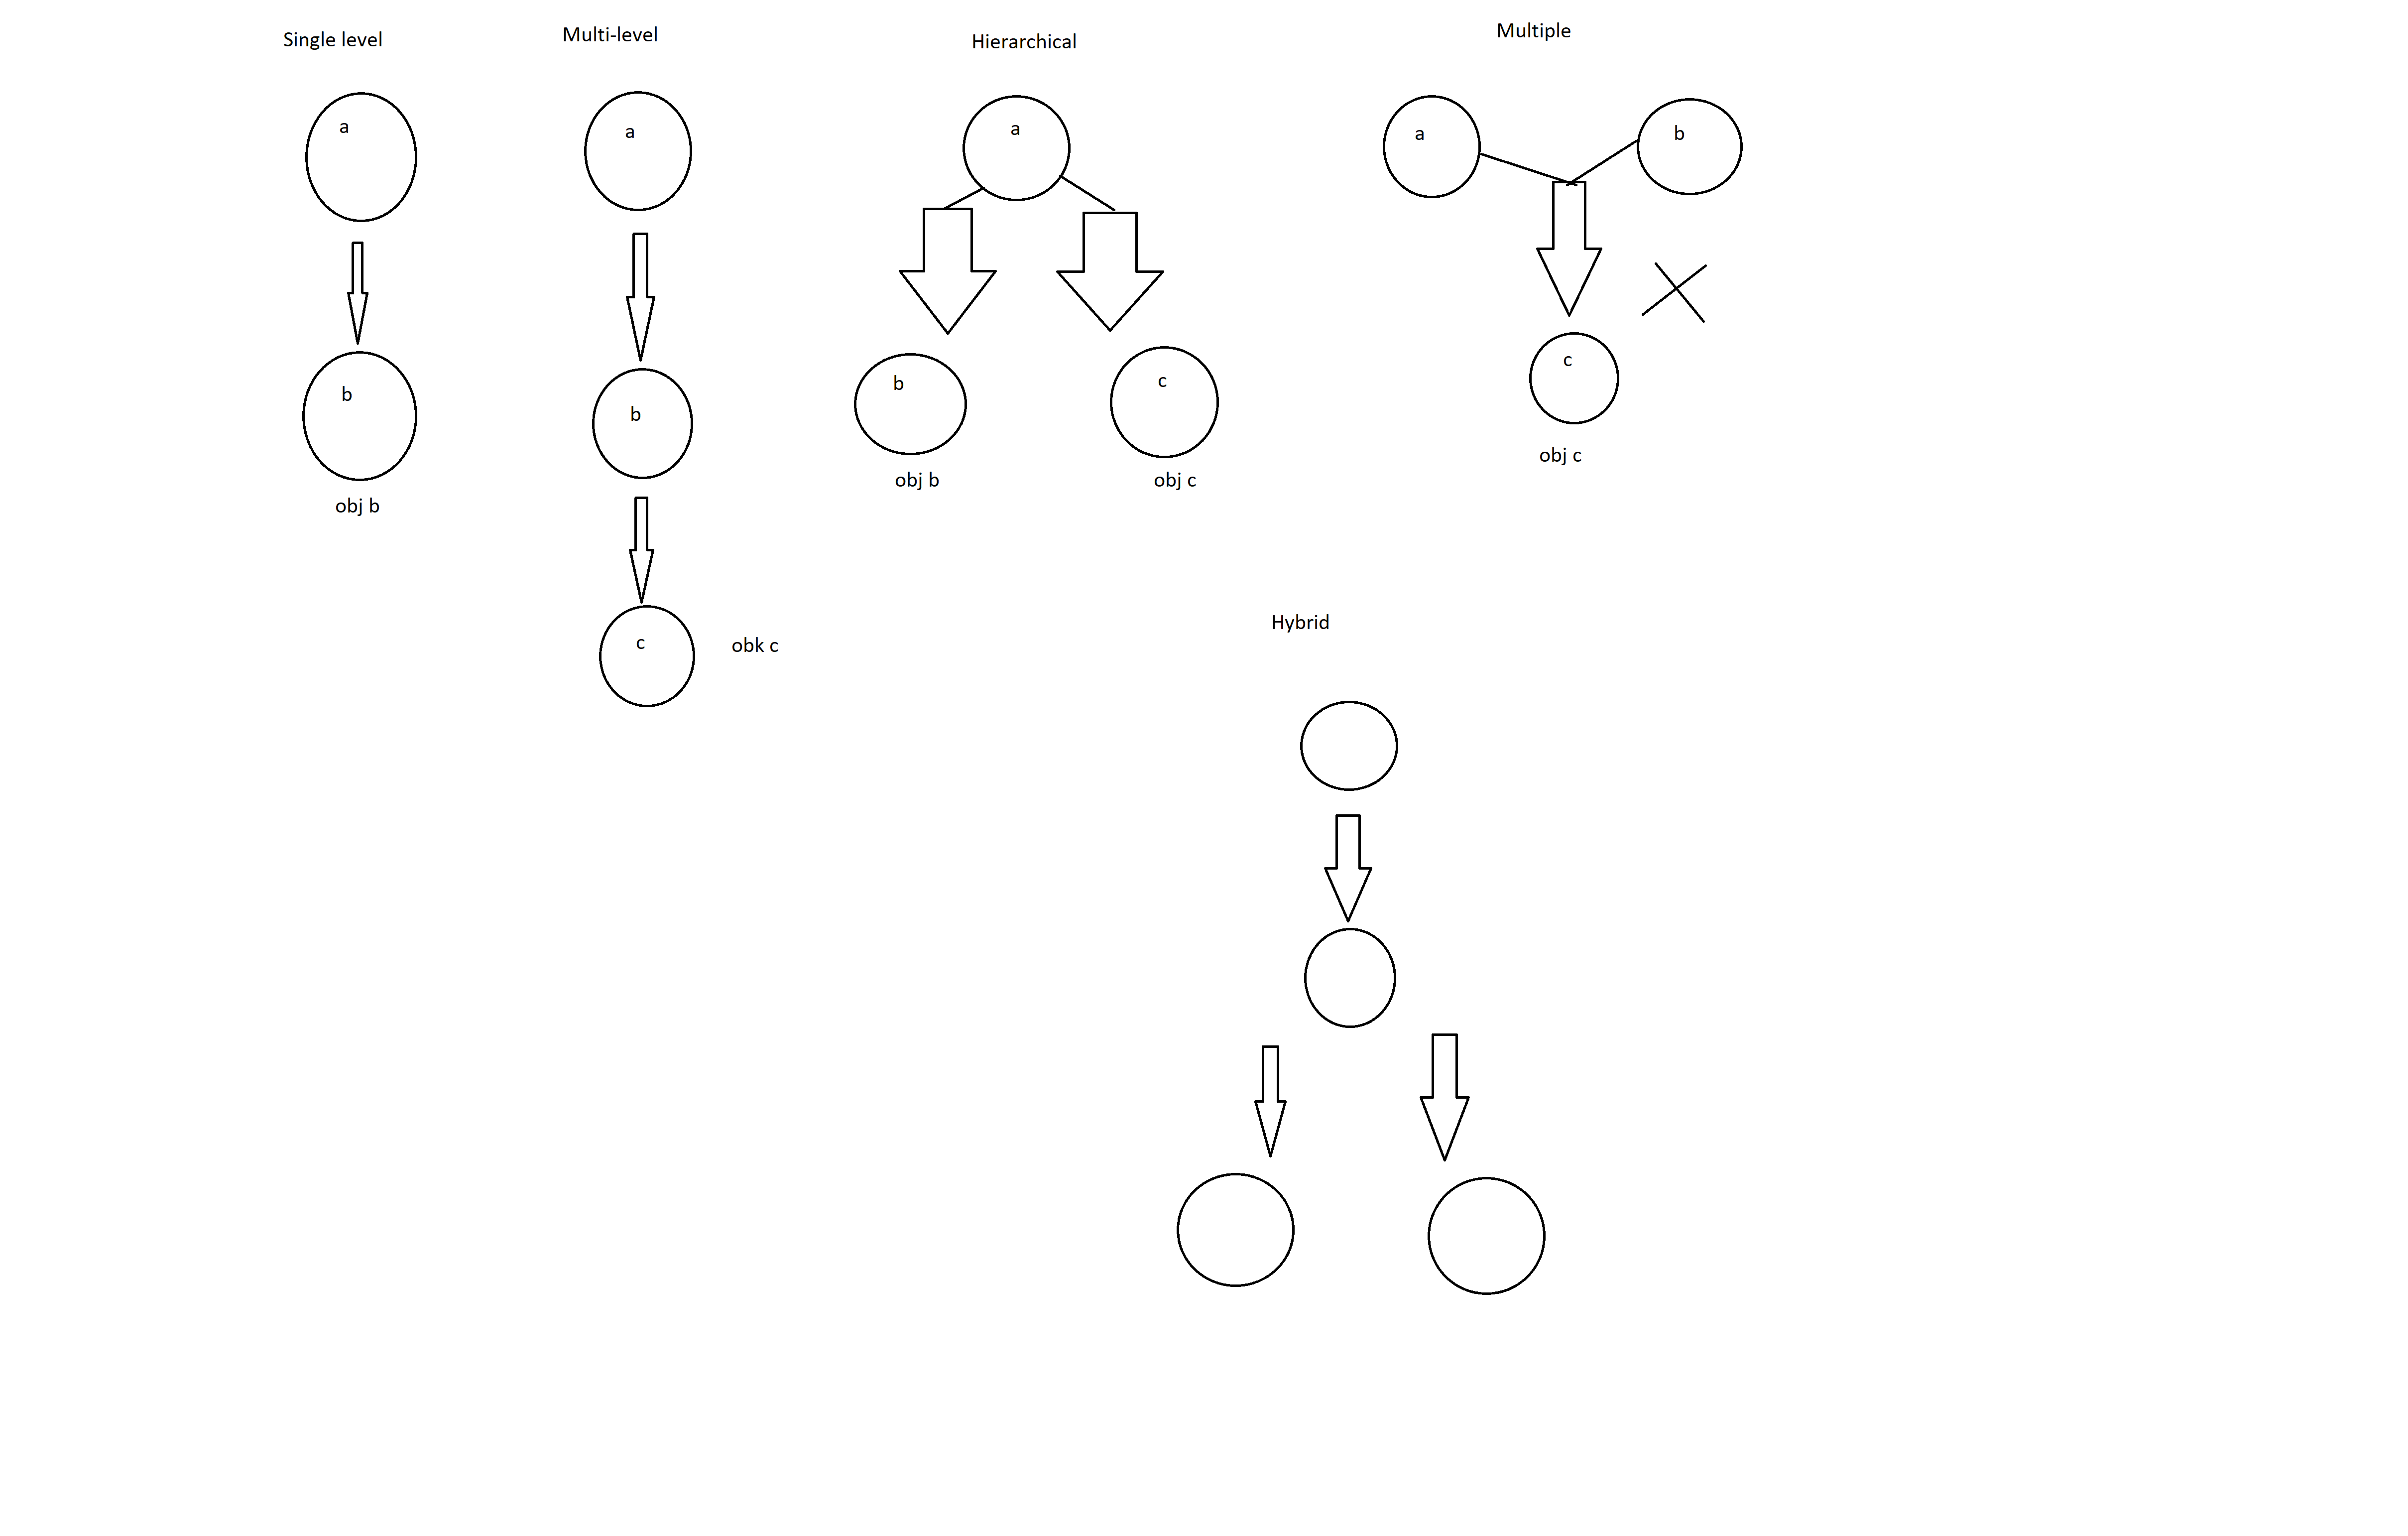 Single level
a
b
obj b
Multi-level
a
b
c
obk c
Hierarchical
a
b
c
obj b
obj c
Multiple
a
b
c
obj c
Hybrid